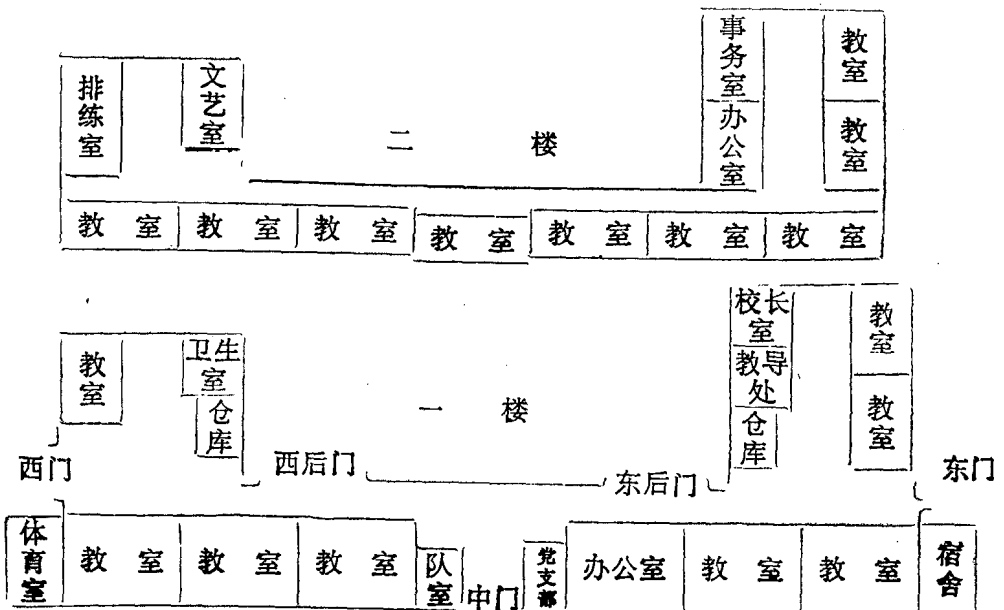 排练室
文艺室
二 楼
事务室
办公室
教室
教室
教 室
教 室
教 室
教 室
教 室
教 室
教 室
教室
卫生室
仓库
一 楼
校长室
教导处
仓库
教室
教室
西门
西后门
东后门
东门
体育室
教 室
教 室
教 室
队室
中门
党支部
办公室
教 室
教 室
宿舍